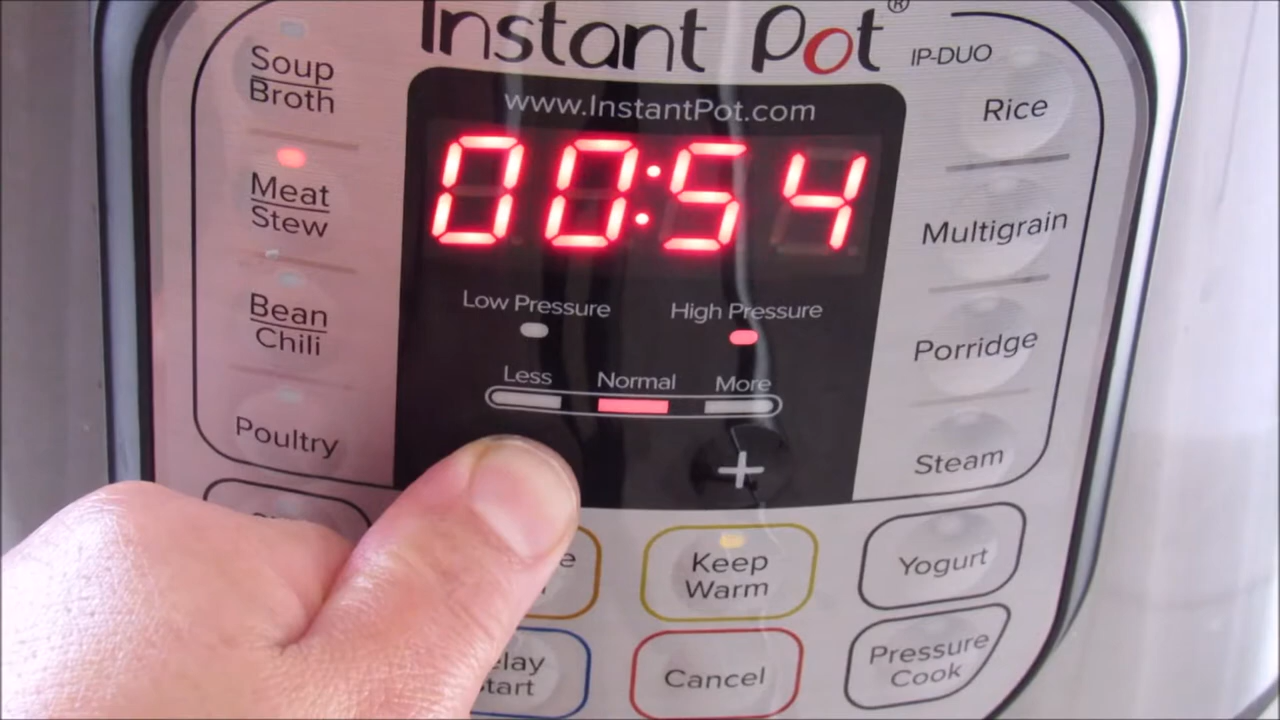 Instant Pot®
IP-DUO
www.InstantPot.com
00:54
Low Pressure
High Pressure
Less
Normal
More
+
Soup
Broth
Meat
Stew
Bean
Chili
Poultry
Rice
Multigrain
Porridge
Steam
Keep
Warm
Yogurt
Cancel
Pressure
Cook